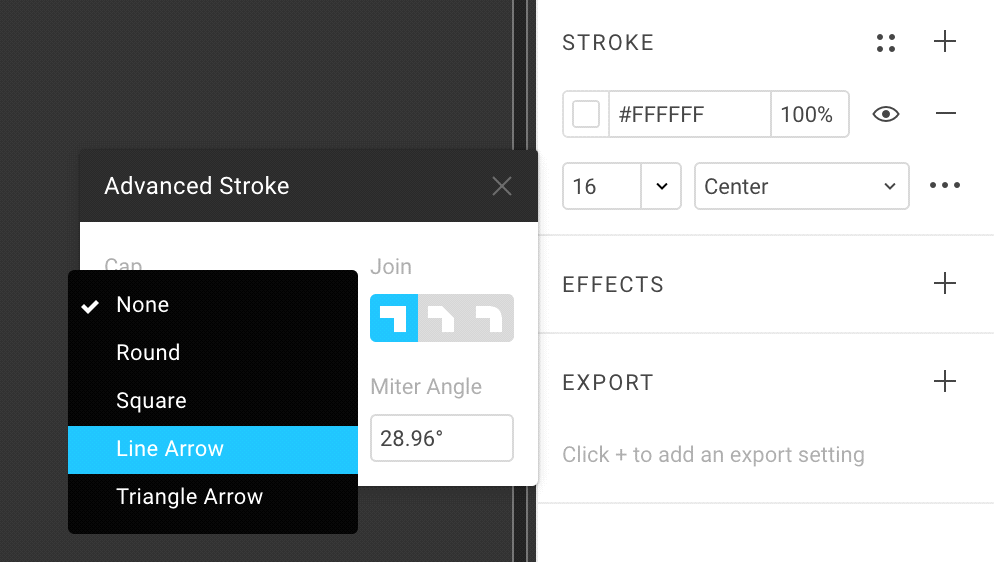 STROKE
#FFFFFF 100%
16 Center
Advanced Stroke
Cap
Join
None
Round
Square
Line Arrow
Triangle Arrow
Miter Angle
28.96°
EFFECTS
EXPORT
Click + to add an export setting